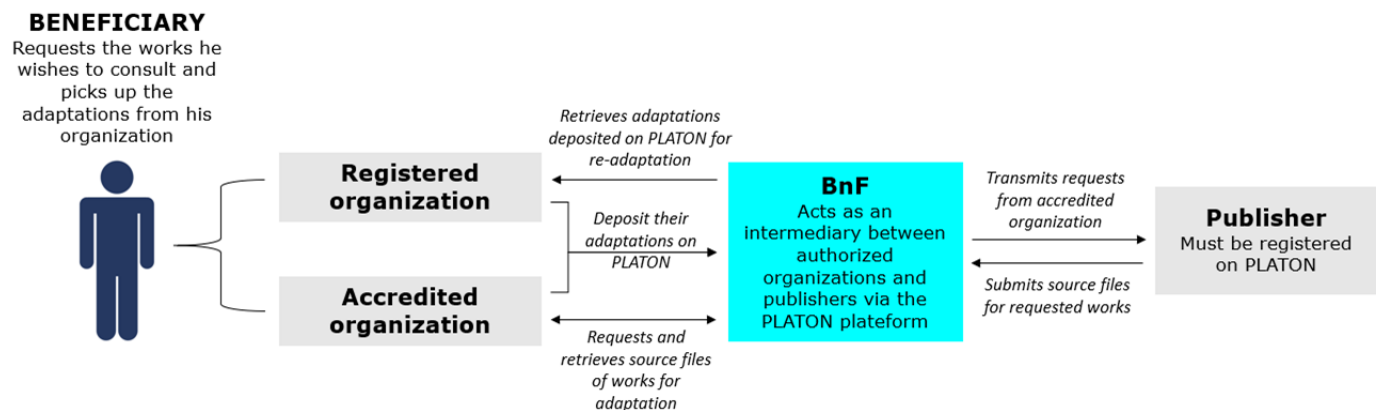 BENEFICIARY
Requests the works he
wishes to consult and
picks up the
adaptations from his
organization
Registered
organization
Accredited
organization
Retrieves adaptations
deposited on PLATON for
re-adaptation
Deposit their
adaptations on
PLATON
Requests and
retrieves source files
of works for
adaptation
BnF
Acts as an
intermediary between
authorized
organizations and
publishers via the
PLATON plateform
Transmits requests
from accredited
organization
Submits source files
for requested works
Publisher
Must be registered
on PLATON